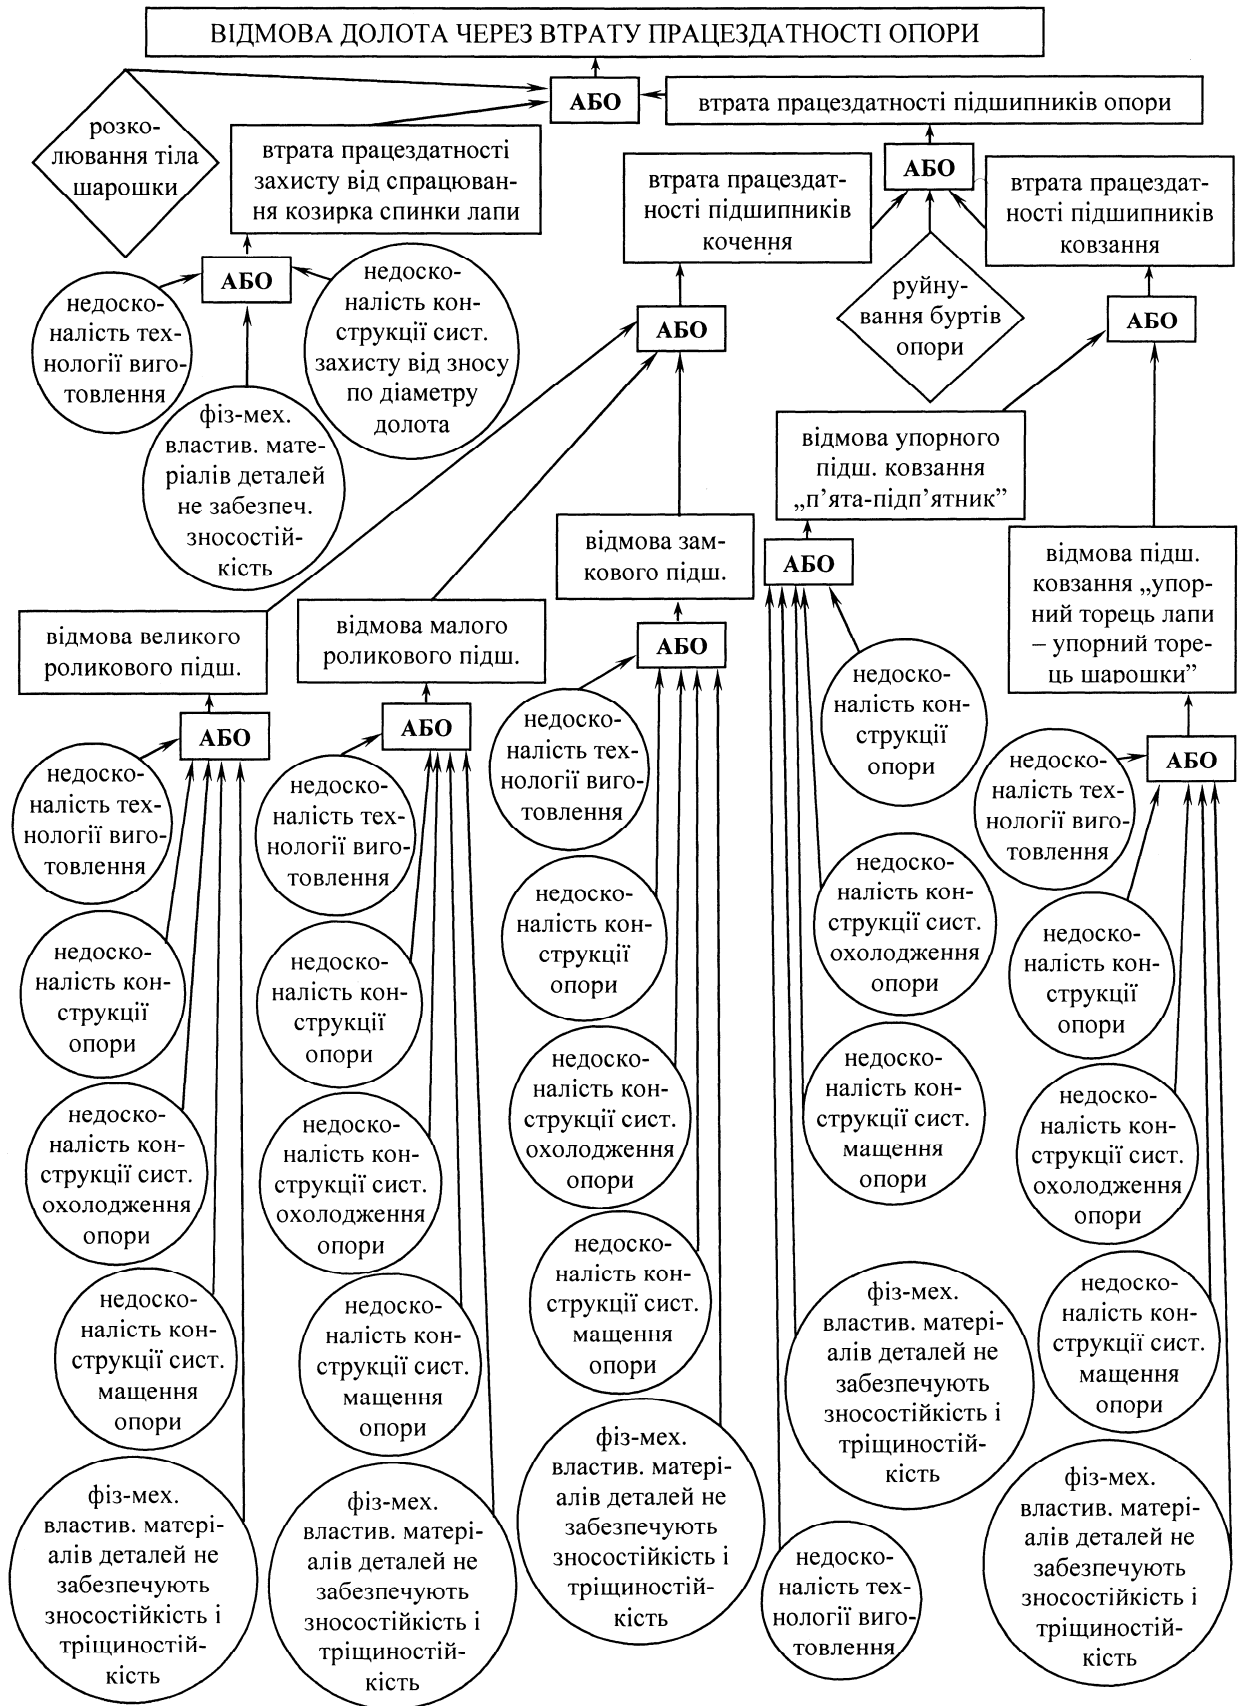 ВІДМОВА ДОЛОТА ЧЕРЕЗ ВТРАТУ ПРАЦЕЗДАТНОСТІ ОПОРИ
АБО
втрата працездатності підшипників опори
розко-
лювання тіла
шарошки
втрата працездатності
захисту від спрацюван-
ня козирка спинки лапи
втрата працездат-
ності підшипників
кочення
АБО
втрата працездат-
ності підшипників
ковзання
АБО
недоско-
налість тех-
нології виго-
товлення
недоско-
налість кон-
струкції сист.
захисту від зносу
по діаметру
долота
фіз-мех.
властив. мате-
ріалів деталей
не забезпеч.
зносостій-
кість
АБО
руйну-
вання буртів
опори
АБО
відмова упорного
підш. ковзання
„п’ята-підп’ятник”
відмова зам-
кового підш.
АБО
відмова підш.
ковзання „упор-
ний торець лапи
– упорний торе-
ць шарошки”
відмова великого
роликового підш.
відмова малого
роликового підш.
АБО
АБО
АБО
АБО
недоско-
налість тех-
нології виго-
товлення
недоско-
налість кон-
струкції
опори
недоско-
налість кон-
струкції сист.
охолодження
опори
недоско-
налість кон-
струкції сист.
мащення
опори
фіз-мех.
властив. матері-
алів деталей не
забезпечують
зносостійкість і
тріщиностій-
кість
недоско-
налість тех-
нології виго-
товлення
недоско-
налість кон-
струкції
опори
недоско-
налість кон-
струкції сист.
охолодження
опори
недоско-
налість кон-
струкції сист.
мащення
опори
фіз-мех.
властив. матері-
алів деталей не
забезпечують
зносостійкість і
тріщиностій-
кість
недоско-
налість тех-
нології виго-
товлення
недоско-
налість кон-
струкції
опори
недоско-
налість кон-
струкції сист.
охолодження
опори
недоско-
налість кон-
струкції сист.
мащення
опори
фіз-мех.
властив. матері-
алів деталей не
забезпечують
зносостійкість і
тріщиностій-
кість
недоско-
налість кон-
струкції
опори
недоско-
налість кон-
струкції сист.
охолодження
опори
недоско-
налість кон-
струкції сист.
мащення
опори
фіз-мех.
властив. матері-
алів деталей не
забезпечують
зносостійкість і
тріщиностій-
кість
недоско-
налість тех-
нології виго-
товлення
недоско-
налість тех-
нології виго-
товлення
недоско-
налість кон-
струкції
опори
недоско-
налість кон-
струкції сист.
охолодження
опори
недоско-
налість кон-
струкції сист.
мащення
опори
фіз-мех.
властив. матері-
алів деталей не
забезпечують
зносостійкість і
тріщиностій-
кість